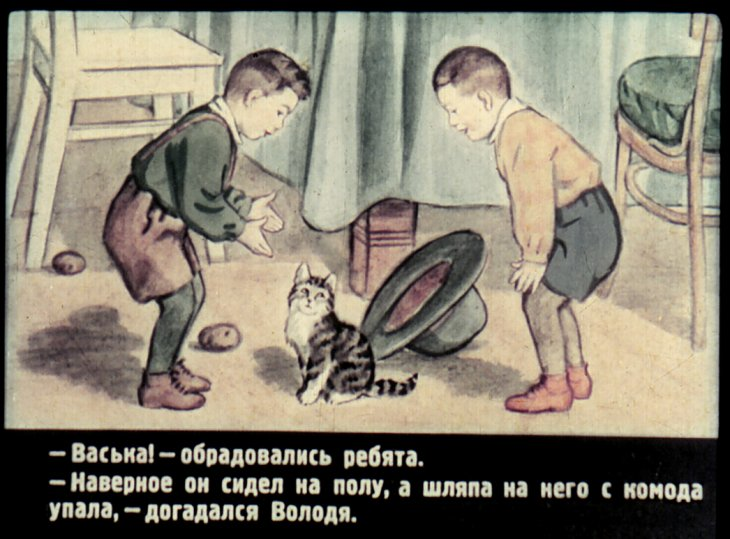 — Васька! — обрадовались ребята.
— Наверное он сидел на полу, а шляпа на него с комода
упала, — догадался Володя.